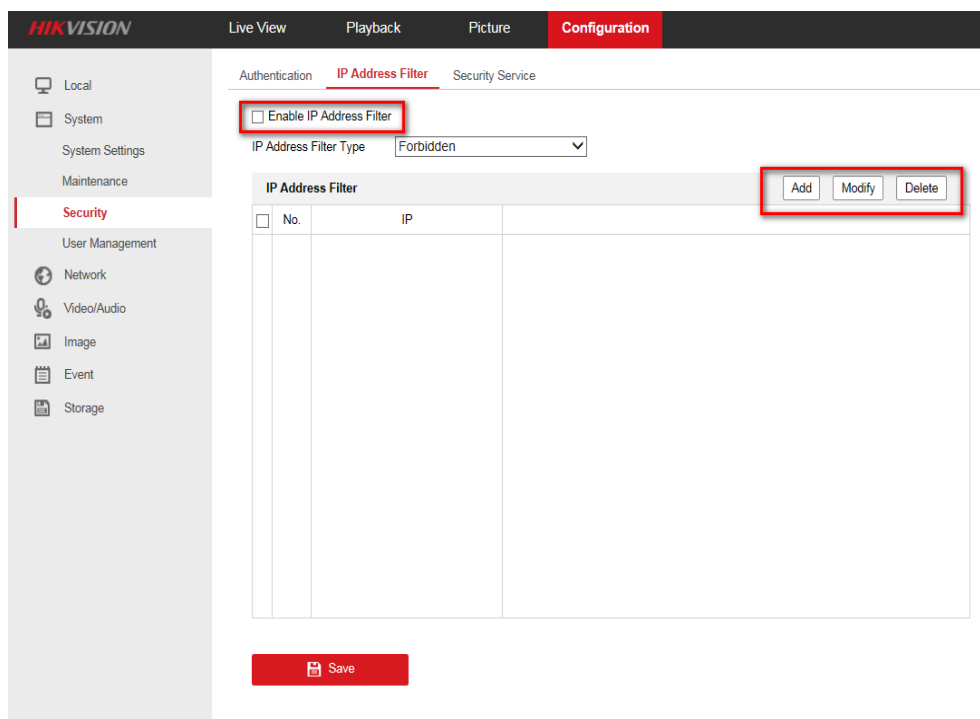 HIKVISION Live View Playback Picture Configuration
Local
System
System Settings
Maintenance
Security
User Management
Network
Video/Audio
Image
Event
Storage
Authentication IP Address Filter Security Service
Enable IP Address Filter
IP Address Filter Type Forbidden
IP Address Filter Add Modify Delete
No. IP
Save